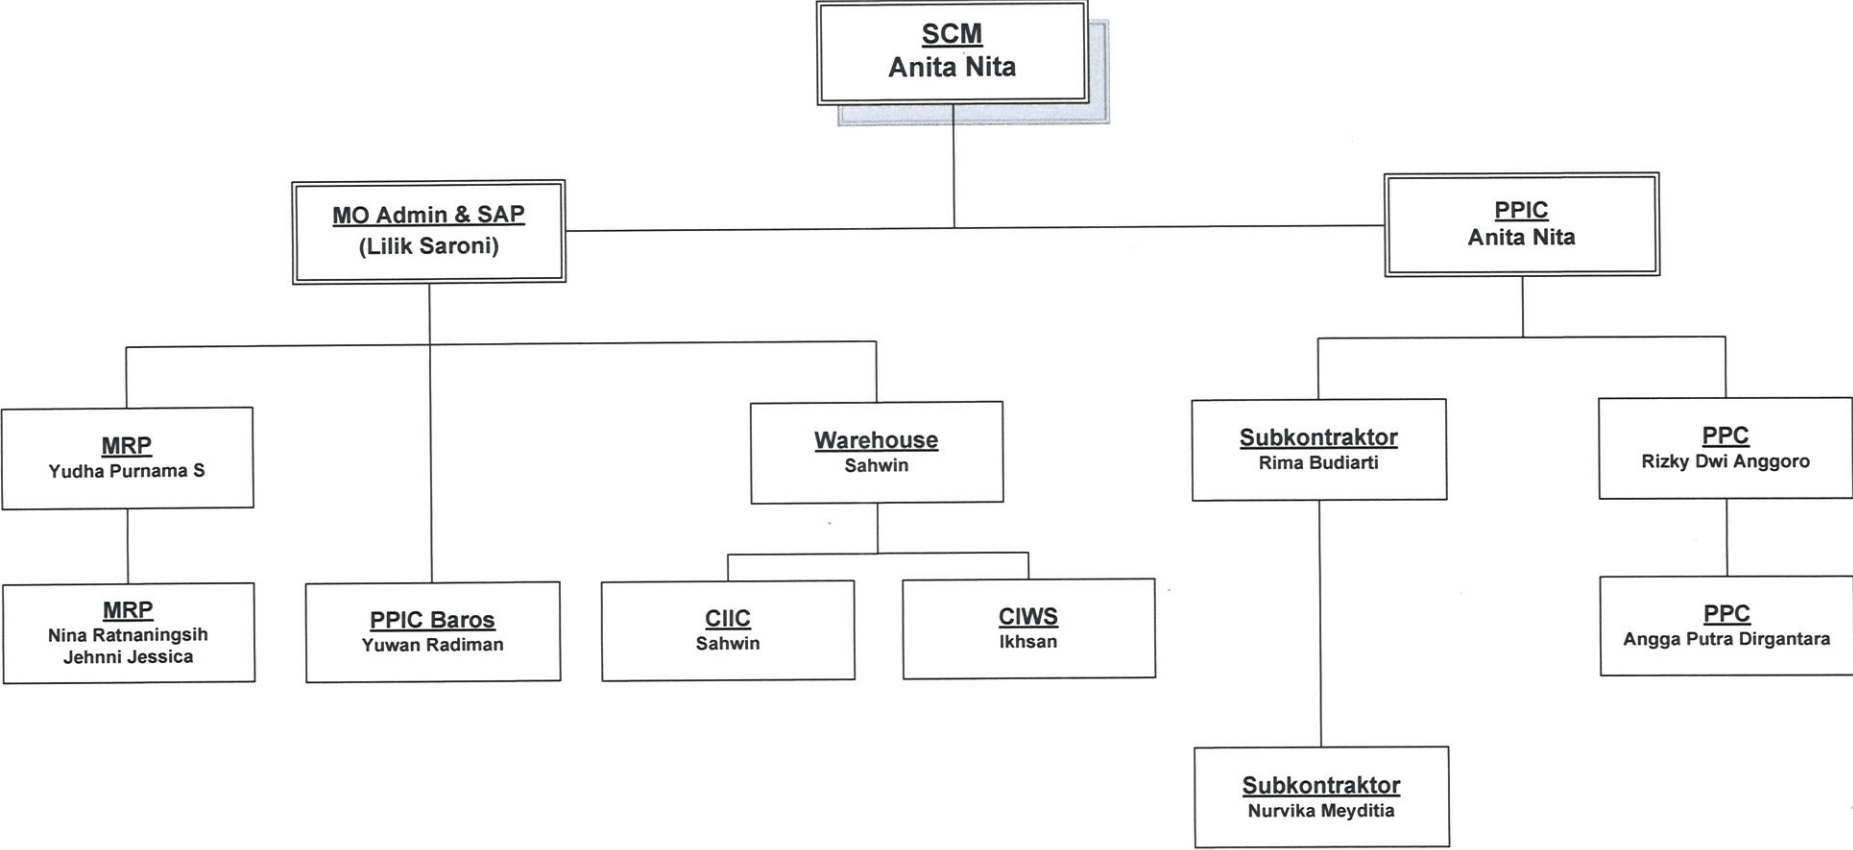 SCM
Anita Nita
MO Admin & SAP
(Lilik Saroni)
PPIC
Anita Nita
MRP
Yudha Purnama S
Warehouse
Sahwin
Subkontraktor
Rima Budiarti
PPC
Rizky Dwi Anggoro
MRP
Nina Ratnaningsih
Jehnni Jessica
PPIC Baros
Yuwan Radiman
CIIC
Sahwin
CIWS
Ikhsan
PPC
Angga Putra Dirgantara
Subkontraktor
Nurvika Meyditia